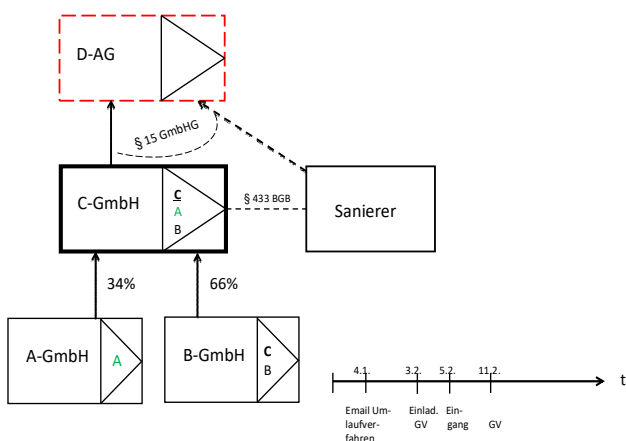 D-AG
§ 15 GmbHG
C-GmbH
C
A
B
§ 433 BGB
Sanierer
34%
66%
A-GmbH
A
B-GmbH
C
B
4.1.
3.2.
5.2.
11.2.
t
Email Um-
laufver-
fahren
Einlad.
GV
Ein-
gang
GV